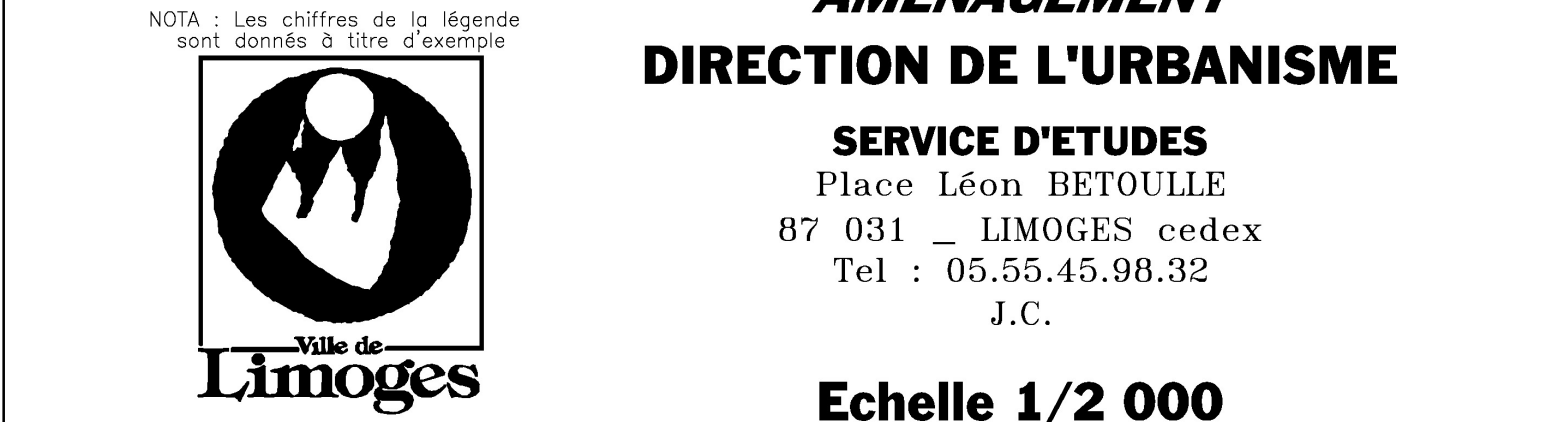 NOTA : Les chiffres de la légende
sont donnés à titre d'exemple
Ville de
Limoges
AMENAGEMENT
DIRECTION DE L'URBANISME
SERVICE D'ETUDES
Place Léon BETOULLE
87 031 _ LIMOGES cedex
Tel : 05.55.45.98.32
J.C.
Echelle 1/2 000